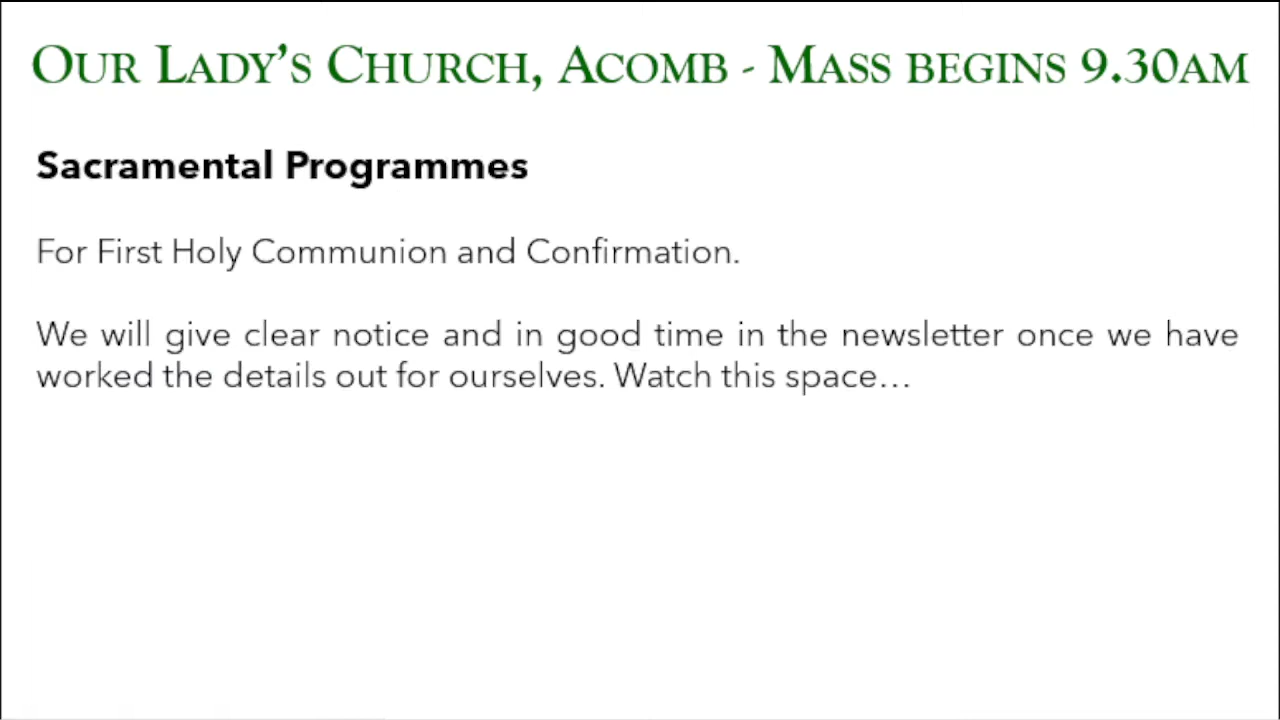 Our Lady's Church, Acomb - Mass begins 9.30am
Sacramental Programmes
For First Holy Communion and Confirmation.
We will give clear notice and in good time in the newsletter once we have
worked the details out for ourselves. Watch this space...